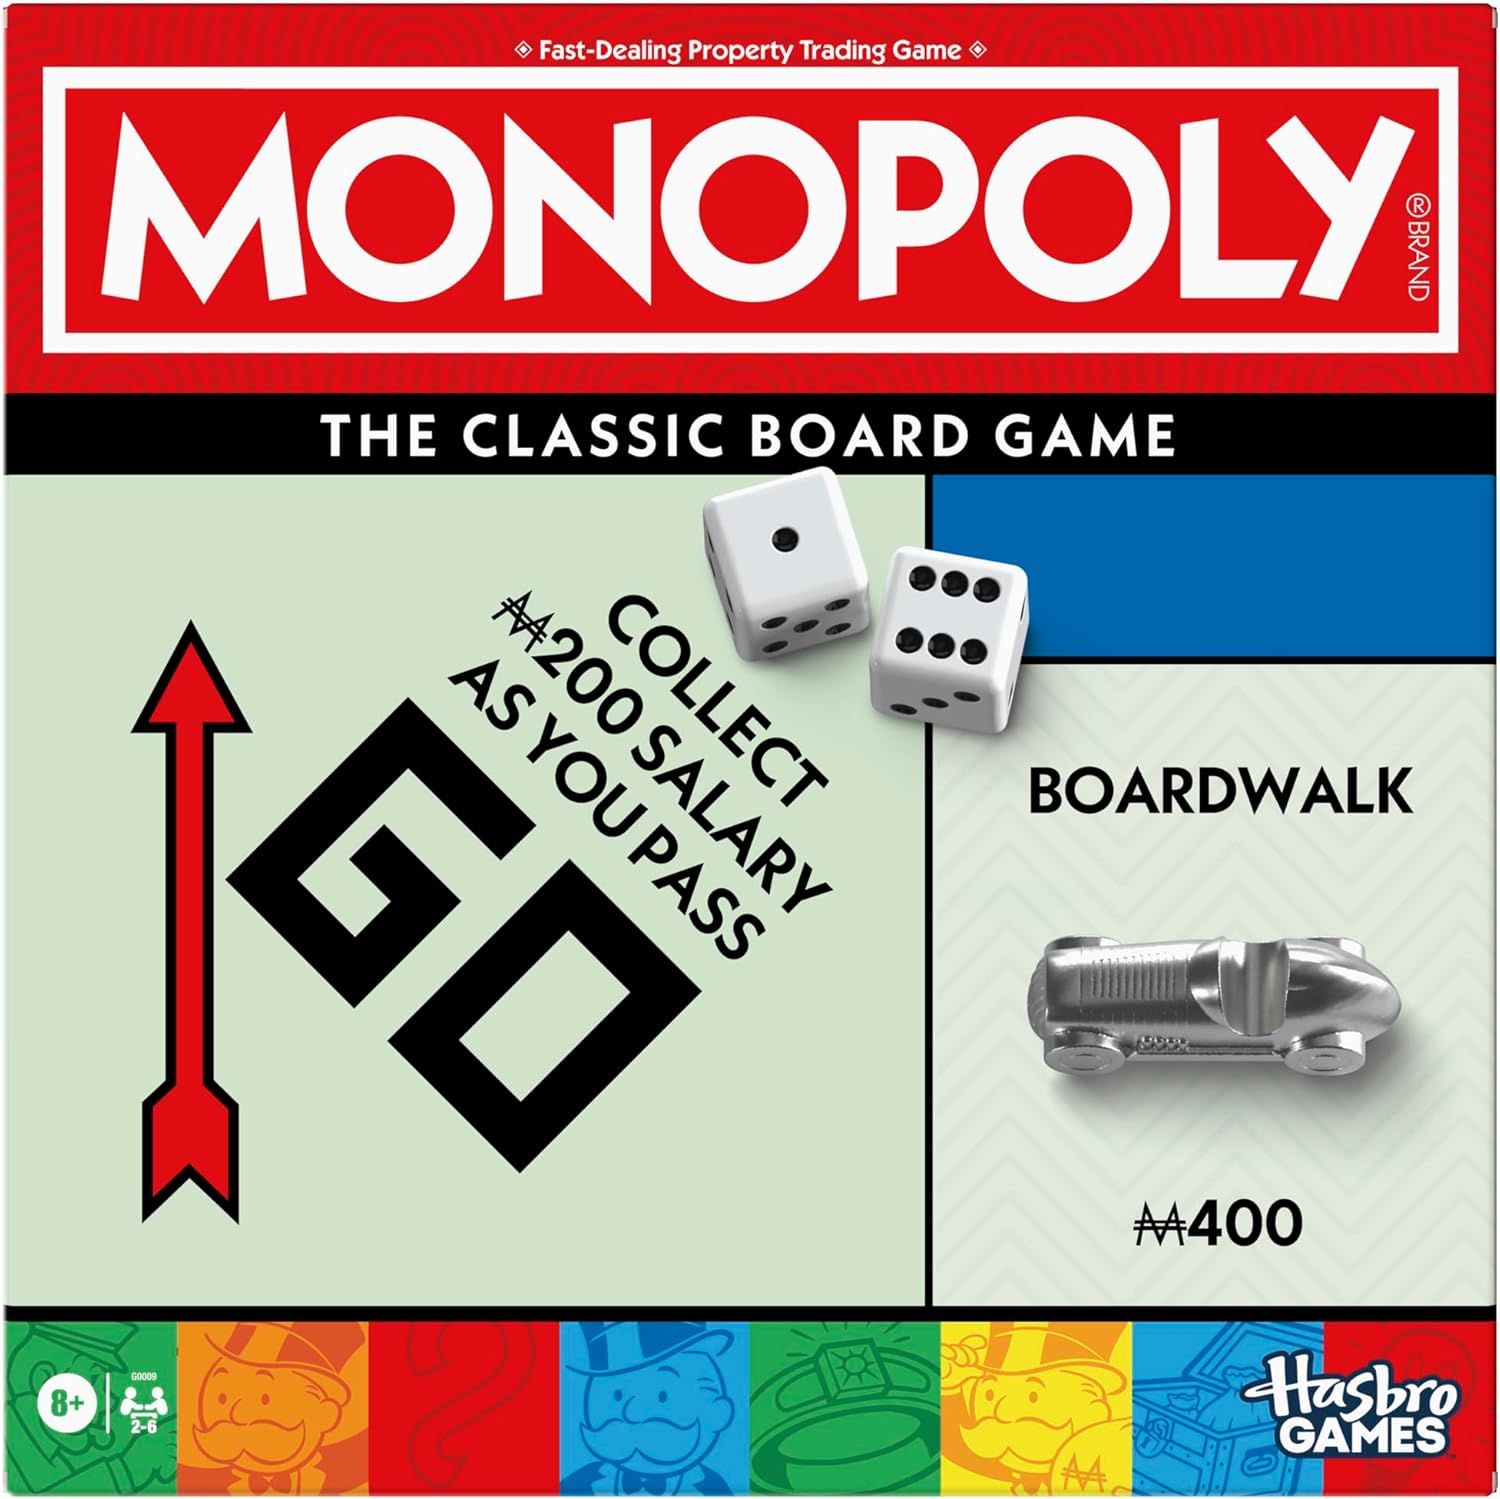 Fast-Dealing Property Trading Game
MONOPOLY
®BRAND
THE CLASSIC BOARD GAME
COLLECT
₩200 SALARY
AS YOU PASS
GO
BOARDWALK
₩400
8+
G0009
2-6
Hasbro
GAMES